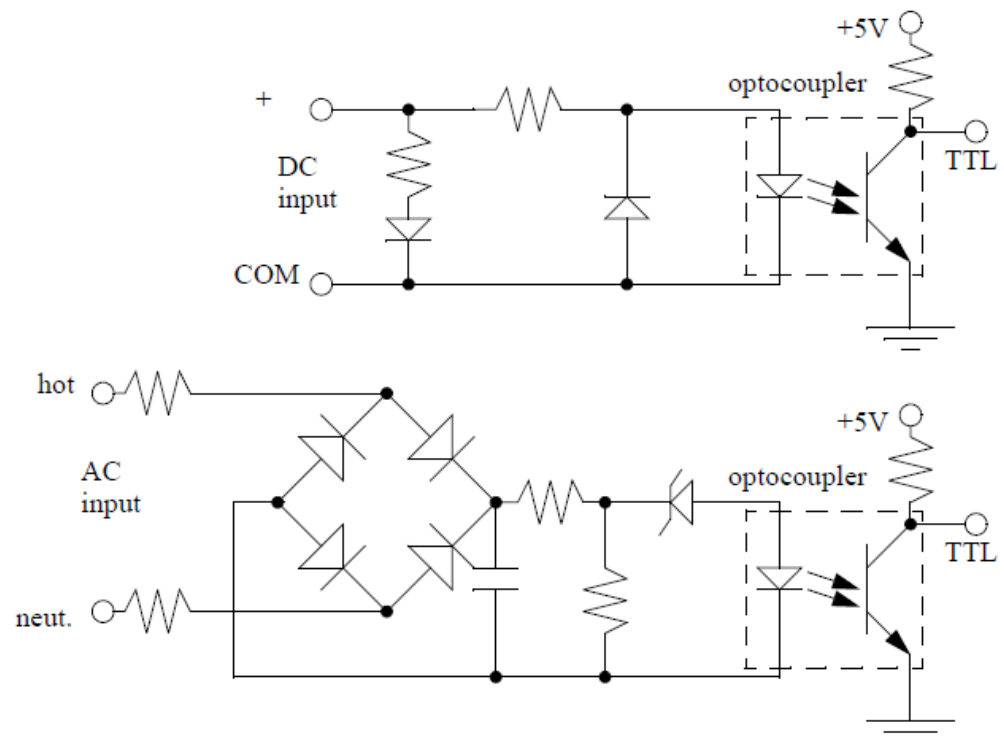 +5V
optocoupler
+
TTL
DC
input
COM
hot
+5V
AC
input
optocoupler
TTL
neut.